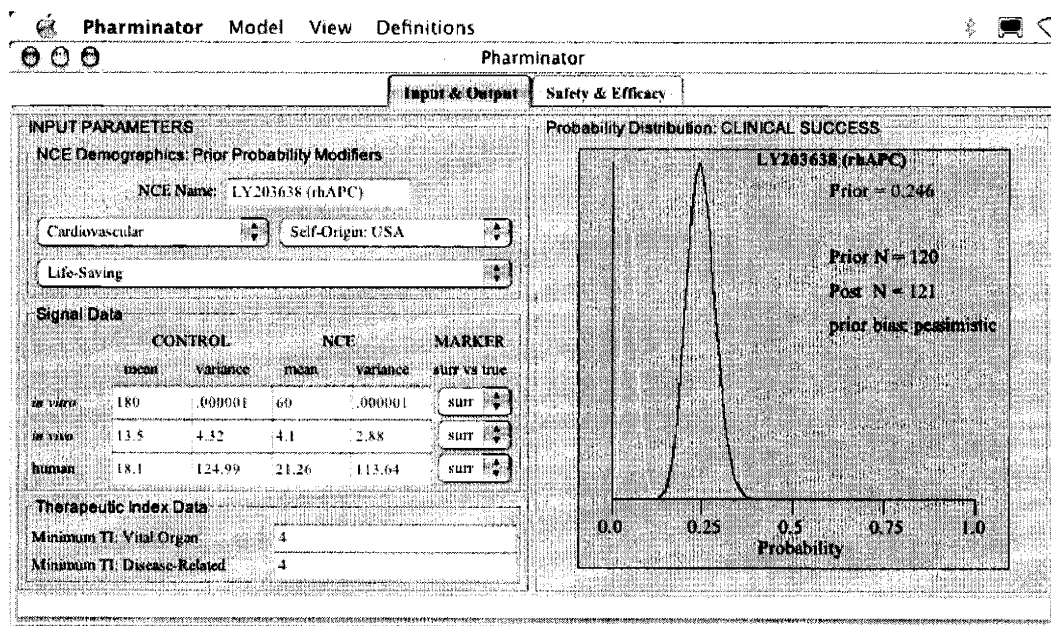 Pharminator Model View Definitions
Pharminator
Input & Output Safety & Efficacy
INPUT PARAMETERS
NCE Demographics: Prior Probability Modifiers
NCE Name: LY203638 (rhAPC)
Cardiovascular Self-Origin: USA
Life-Saving
Signal Data
CONTROL NCE MARKER
mean variance mean variance surr vs true
in vitro 180 .000001 60 .000001 surr
in vivo 13.5 4.32 4.1 2.88 surr
human 18.1 124.99 21.26 113.64 surr
Therapeutic Index Data
Minimum TI: Vital Organ 4
Minimum TI: Disease-Related 4
Probability Distribution: CLINICAL SUCCESS
LY203638 (rhAPC)
Prior = 0.246
Prior N = 120
Post N = 121
prior bias: pessimistic
0.0 0.25 0.5 0.75 1.0
Probability